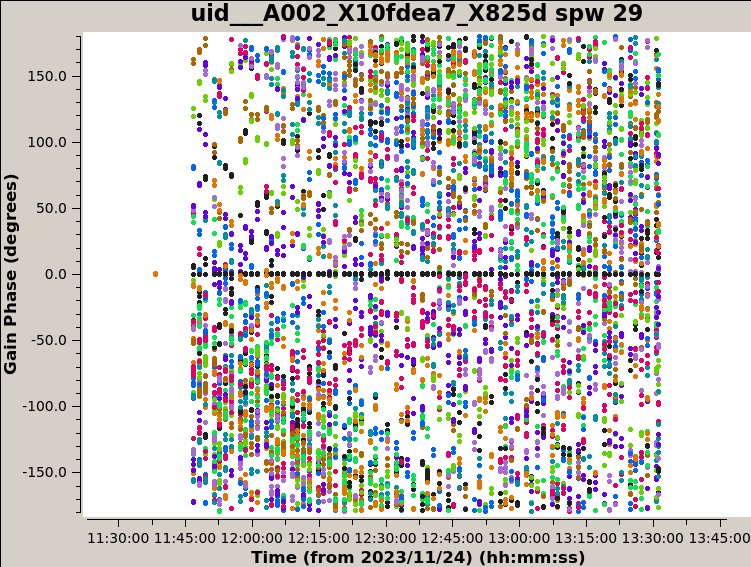 uid___A002_X10fdea7_X825d spw 29
Gain Phase (degrees)
150.0
100.0
50.0
0.0
-50.0
-100.0
-150.0
11:30:00 11:45:00 12:00:00 12:15:00 12:30:00 12:45:00 13:00:00 13:15:00 13:30:00 13:45:00
Time (from 2023/11/24) (hh:mm:ss)